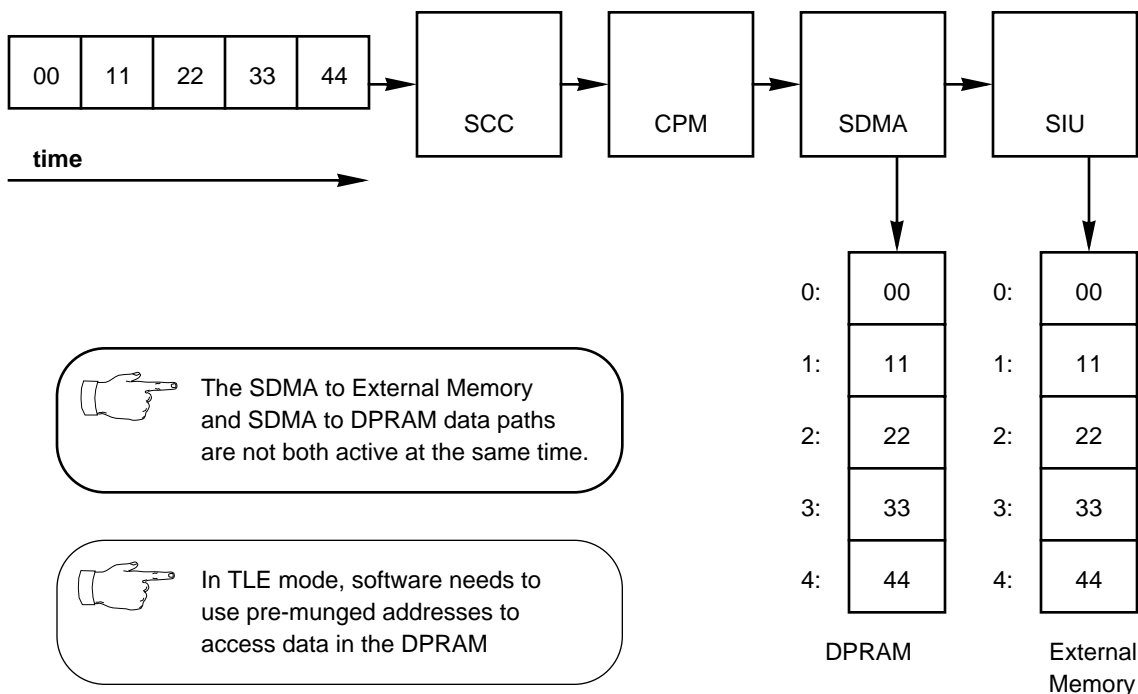 00 11 22 33 44
SCC CPM SDMA SIU
time
0: 00 0: 00
1: 11 1: 11
2: 22 2: 22
3: 33 3: 33
4: 44 4: 44
DPRAM
External
Memory
The SDMA to External Memory
and SDMA to DPRAM data paths
are not both active at the same time.
In TLE mode, software needs to
use pre-munged addresses to
access data in the DPRAM